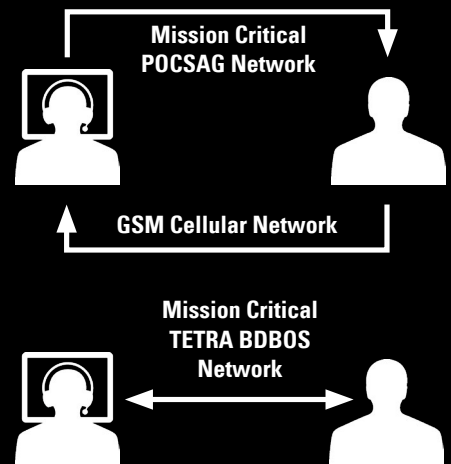 Mission Critical
POCSAG Network
GSM Cellular Network
Mission Critical
TETRA BDBOS
Network